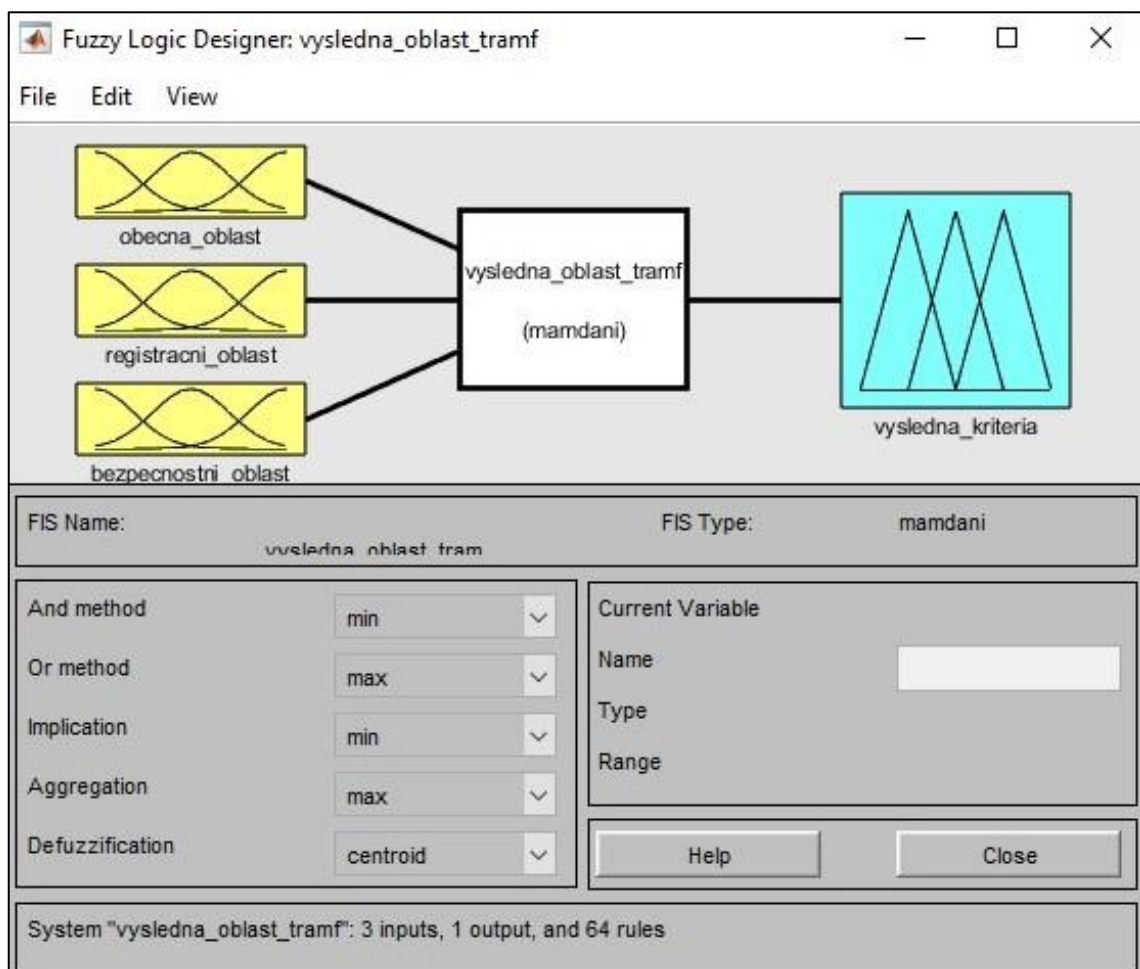 Fuzzy Logic Designer: vysledna_oblast_tramf
File Edit View
obecna_oblast
registracni_oblast
bezpecnostni_oblast
vysledna_oblast_tramf
(mamdani)
vysledna_kriteria
FIS Name:
vysledna_oblast_tram
FIS Type:
mamdani
And method
min
Or method
max
Implication
min
Aggregation
max
Defuzzification
centroid
Current Variable
Name
Type
Range
Help
Close
System "vysledna_oblast_tramf": 3 inputs, 1 output, and 64 rules